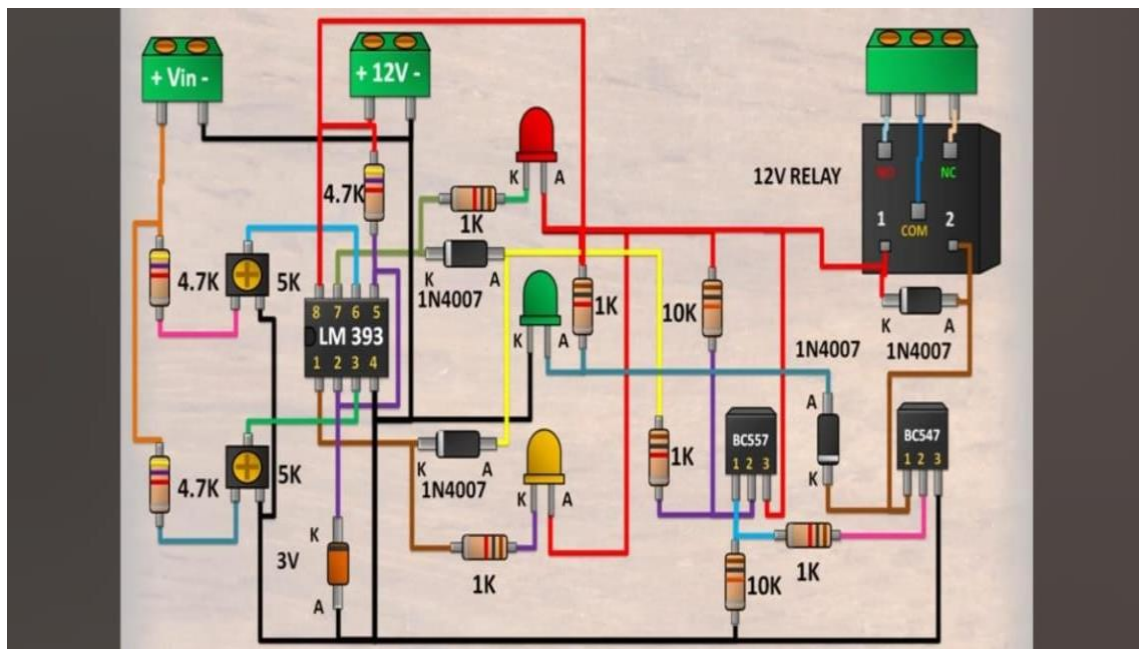 + Vin -
+ 12V -
12V RELAY
NO
NC
1
COM
2
4.7K
K
A
1K
K
A
1N4007
4.7K
5K
8 7 6 5
LM 393
1 2 3 4
K
A
1K
10K
K
A
1N4007
1N4007
A
K
BC557
1 2 3
BC547
1 2 3
4.7K
5K
K
A
1N4007
K
A
1K
3V
K
A
1K
1K
10K